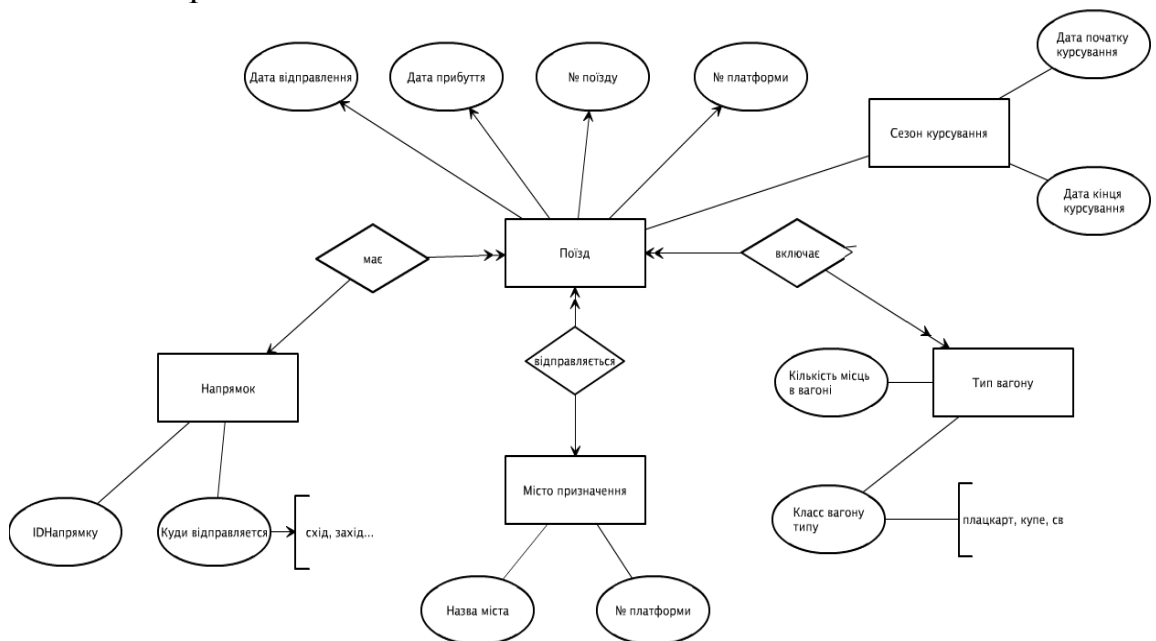 Дата початку
курсування
Дата відправлення
Дата прибуття
№ поїзду
№ платформи
Сезон курсування
Дата кінця
курсування
має
Поїзд
включає
відправляється
Кількість місць
в вагоні
Тип вагону
Напрямок
Місто призначення
Класс вагону
типу
плацкарт, купе, св
IDНапрямку
Куди відправляется
схід, захід...
Назва міста
№ платформи